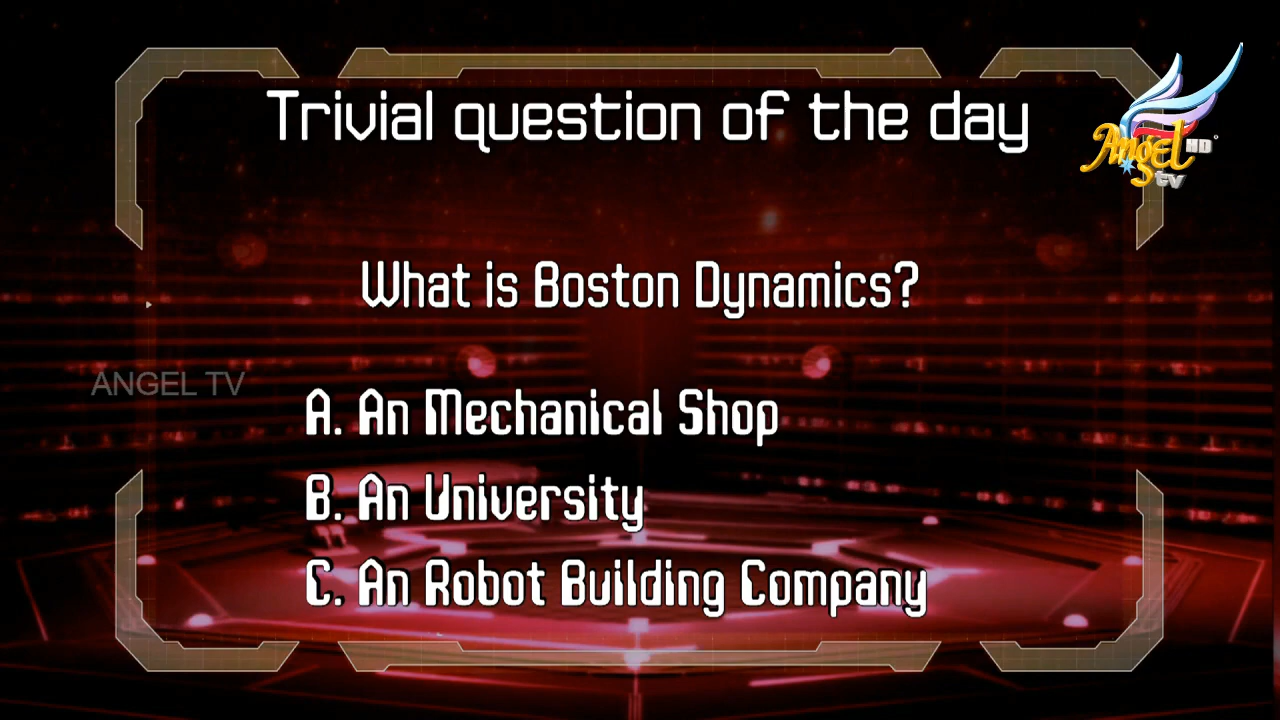 Trivial question of the day
Angel HD
tv
What is Boston Dynamics?
ANGEL TV
A. An Mechanical Shop
B. An University
C. An Robot Building Company